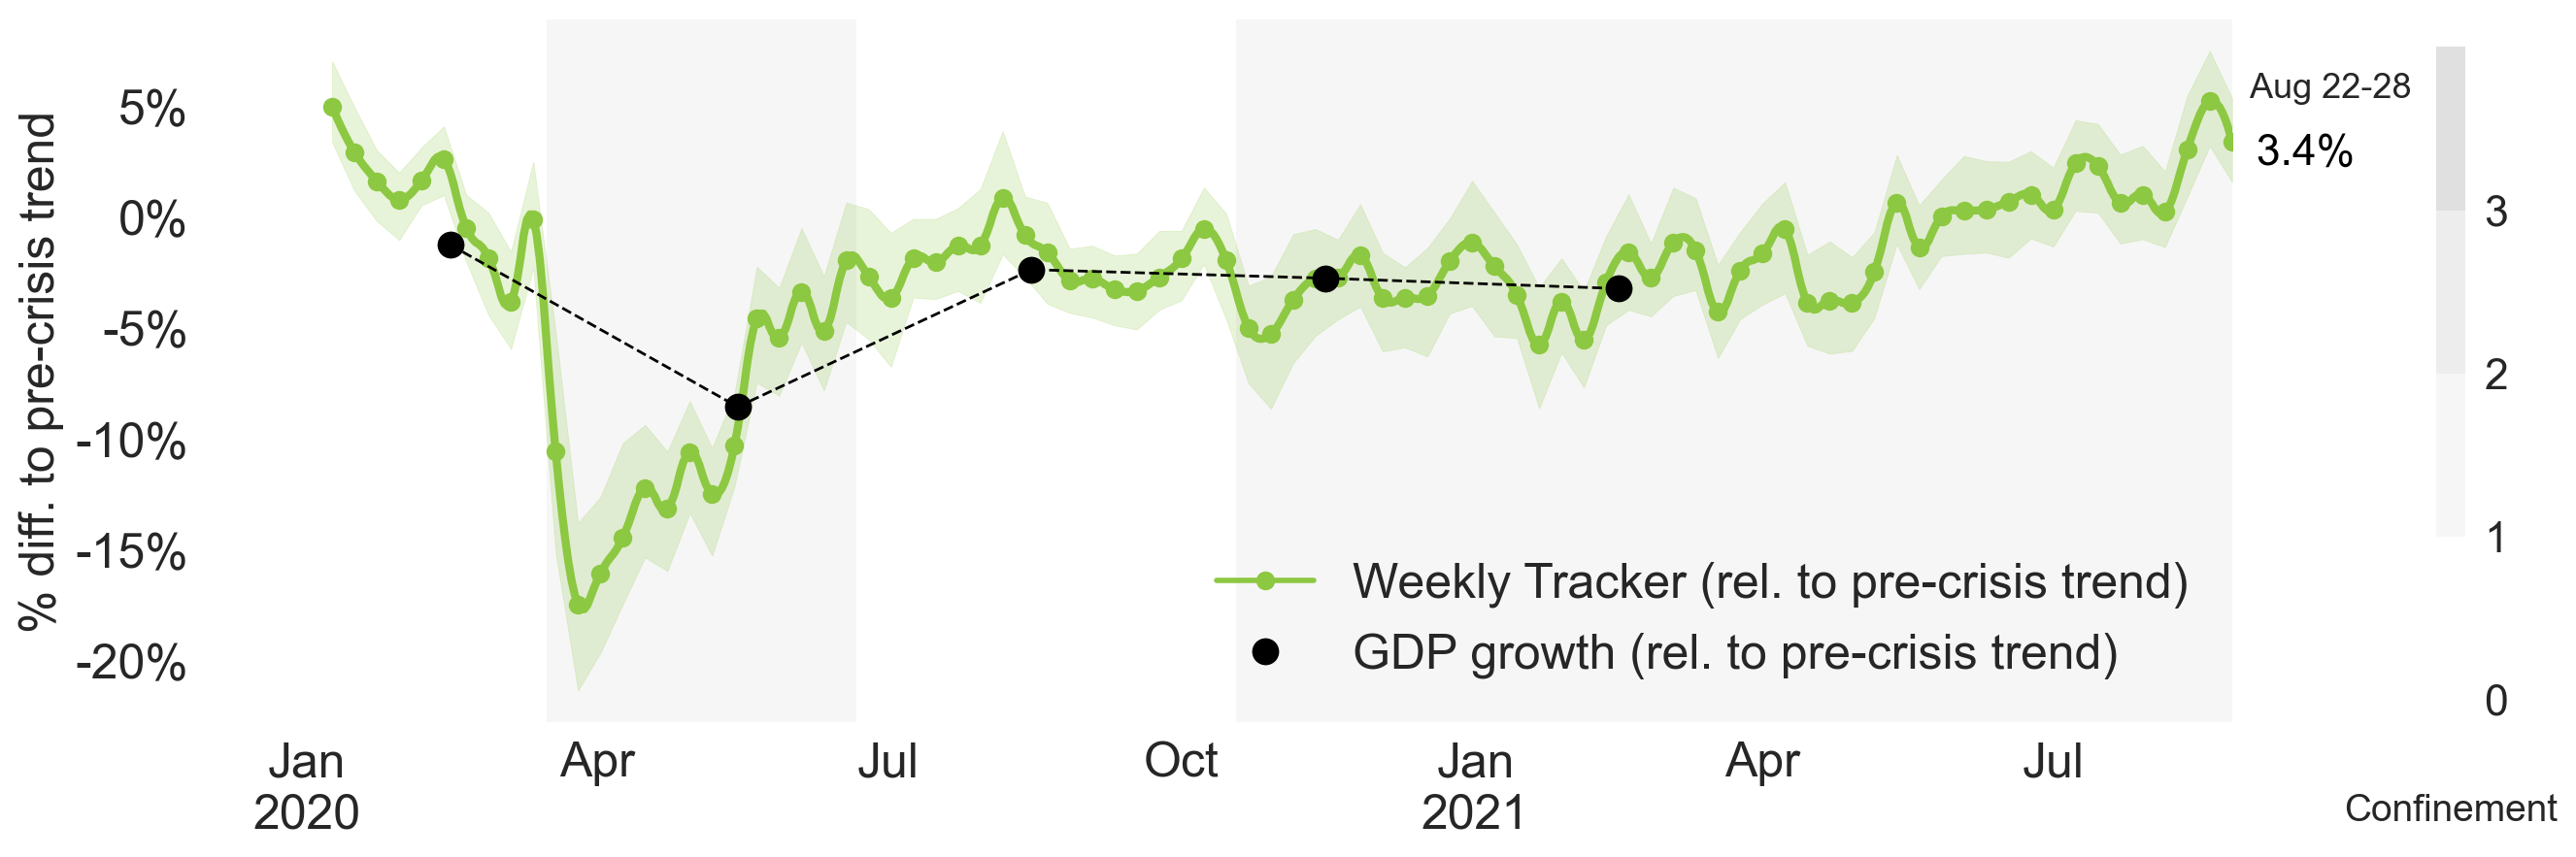 % diff. to pre-crisis trend
5%
0%
-5%
-10%
-15%
-20%
Jan
2020
Apr
Jul
Oct
Jan
2021
Apr
Jul
Weekly Tracker (rel. to pre-crisis trend)
GDP growth (rel. to pre-crisis trend)
Aug 22-28
3.4%
3
2
1
0
Confinement